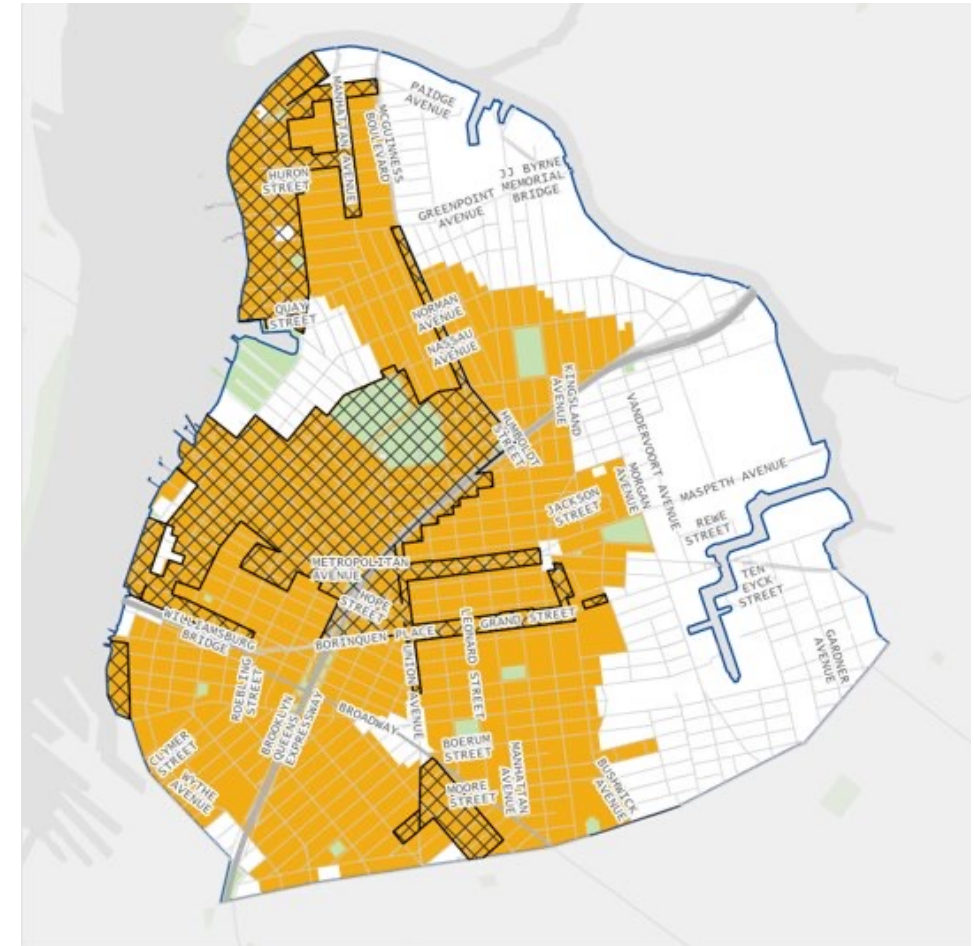 PAIDGE
AVENUE
MANHATTAN AVENUE
MCGUINNESS
BOULEVARD
JJ BYRNE
MEMORIAL
BRIDGE
HURON
STREET
GREENPOINT
AVENUE
QUAY
STREET
NORMAN
AVENUE
NASSAU
AVENUE
KINGSLAND
AVENUE
HUMBOLDT
STREET
VANDERVOORT AVENUE
MORGAN
AVENUE
MASPETH AVENUE
JACKSON
STREET
REWE
STREET
METROPOLITAN
AVENUE
TEN
EYCK
STREET
HOPE
STREET
WILLIAMSBURG
BRIDGE
BORINQUEN PLACE
LEONARD STREET
GRAND STREET
GARDNER
AVENUE
UNION AVENUE
ROEBLING
STREET
BROOKLYN
QUEENS
EXPRESSWAY
BROADWAY
BOERUM
STREET
CLYMER
STREET
WYTHE
AVENUE
MOORE
STREET
MANHATTAN
AVENUE
BUSHWICK
AVENUE